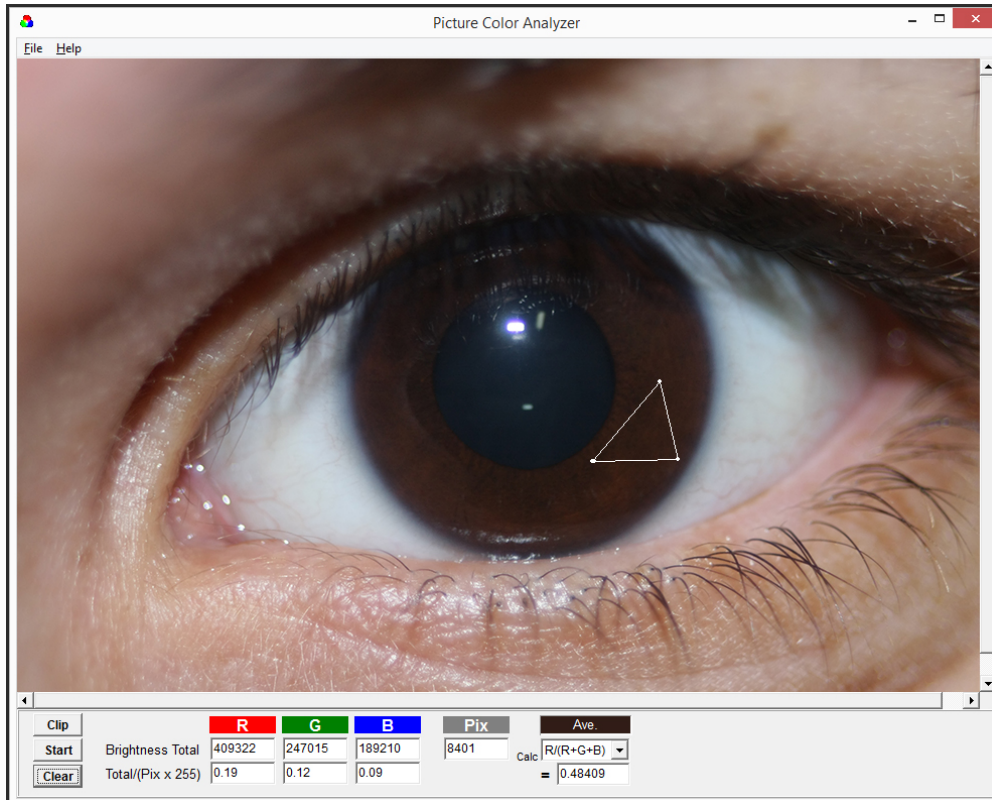 Picture Color Analyzer
File Help
Clip R G B Pix Ave.
Start Brightness Total 409322 247015 189210 8401 Calc R/(R+G+B)
Clear Total/(Pix x 255) 0.19 0.12 0.09 = 0.48409